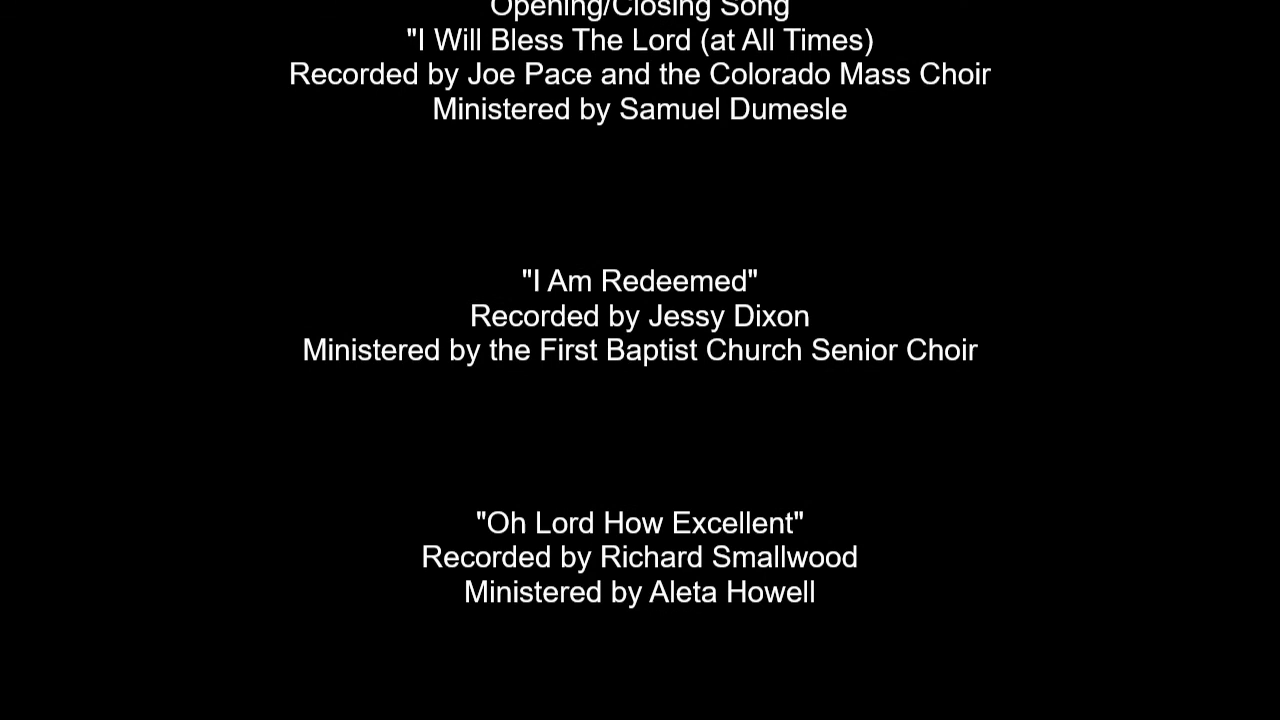 Opening/Closing Song
"I Will Bless The Lord (at All Times)
Recorded by Joe Pace and the Colorado Mass Choir
Ministered by Samuel Dumesle
"I Am Redeemed"
Recorded by Jessy Dixon
Ministered by the First Baptist Church Senior Choir
"Oh Lord How Excellent"
Recorded by Richard Smallwood
Ministered by Aleta Howell